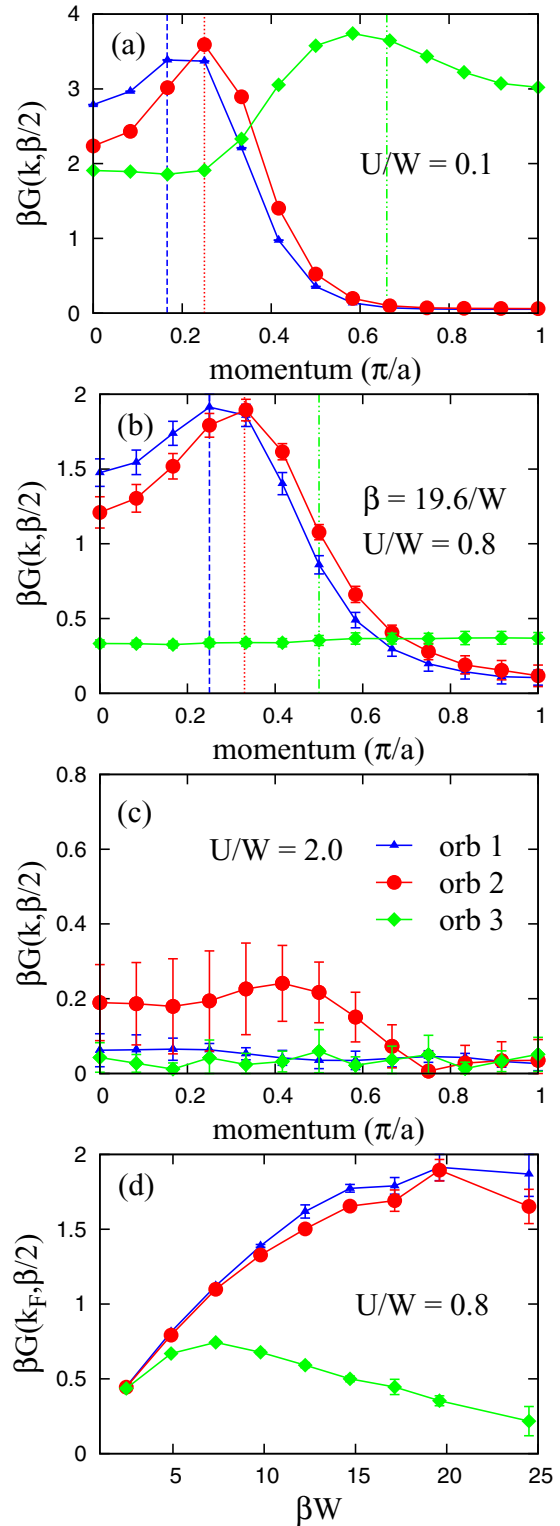 (a)
βG(k,β/2)
U/W = 0.1
4
3
2
1
0
0 0.2 0.4 0.6 0.8 1
momentum (π/a)
(b)
βG(k,β/2)
β = 19.6/W
U/W = 0.8
2
1.5
1
0.5
0
0 0.2 0.4 0.6 0.8 1
momentum (π/a)
(c)
βG(k,β/2)
U/W = 2.0
orb 1
orb 2
orb 3
0.8
0.6
0.4
0.2
0
0 0.2 0.4 0.6 0.8 1
momentum (π/a)
(d)
βG(k_F,β/2)
U/W = 0.8
2
1.5
1
0.5
0
5 10 15 20 25
βW